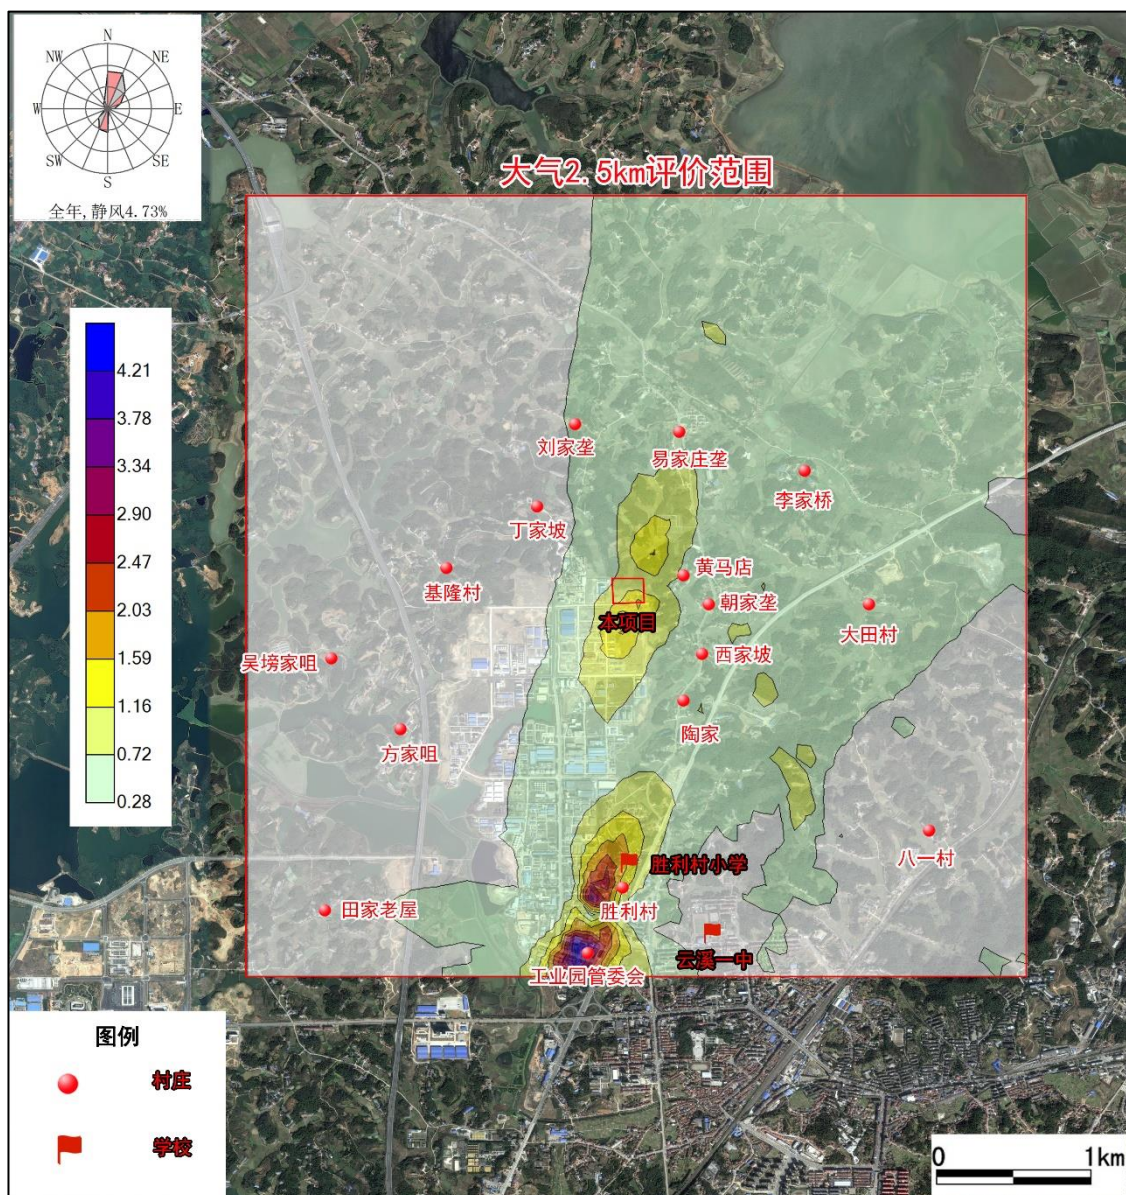 N
NW
NE
W
E
SW
SE
S
全年,静风4.73%
大气2.5km评价范围
4.21
3.78
3.34
2.90
2.47
2.03
1.59
1.16
0.72
0.28
刘家垄
易家庄垄
李家桥
丁家坡
基隆村
黄马店
朝家垄
本项目
大田村
吴塝家咀
西家坡
方家咀
陶家
八一村
胜利村小学
田家老屋
胜利村
云溪一中
工业园管委会
图例
村庄
学校
0
1km